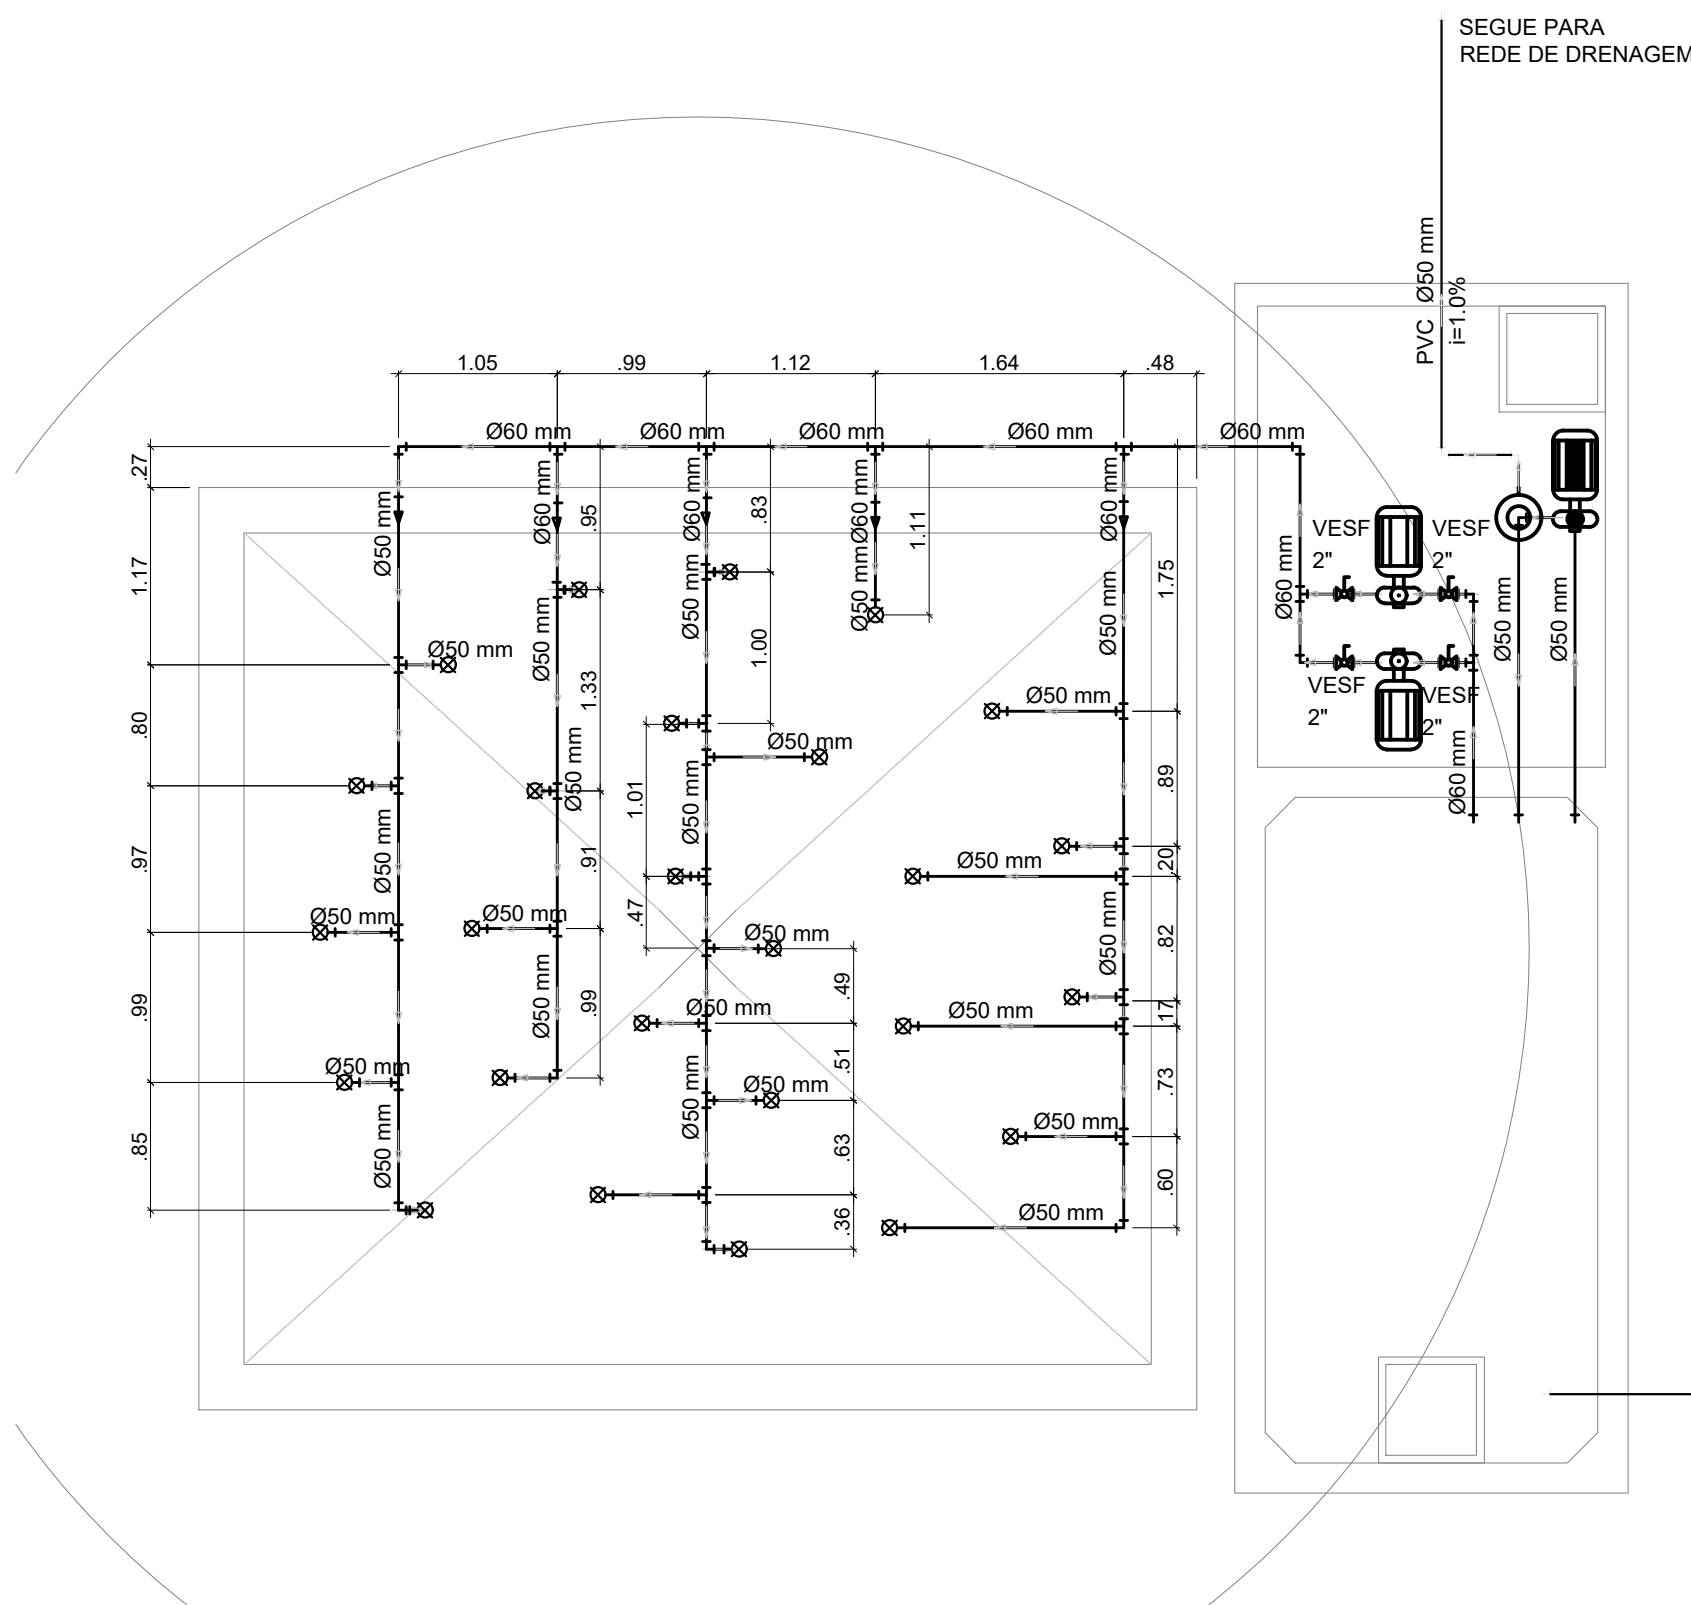 SEGUE PARA
REDE DE DRENAGEM
PVC Ø50 mm
i=1.0%
1.05
.99
1.12
1.64
.48
Ø60 mm
Ø60 mm
Ø60 mm
Ø60 mm
Ø60 mm
.27
1.17
.80
.97
.99
.85
Ø50 mm
Ø50 mm
Ø50 mm
Ø50 mm
Ø50 mm
Ø50 mm
Ø60 mm
.95
Ø50 mm
1.33
Ø50 mm
.91
Ø50 mm
Ø50 mm
.99
Ø60 mm
.83
Ø50 mm
1.00
Ø50 mm
1.01
Ø50 mm
.47
Ø50 mm
.49
Ø50 mm
.51
Ø50 mm
Ø50 mm
.63
.36
Ø60 mm
1.11
Ø50 mm
Ø60 mm
1.75
Ø50 mm
Ø50 mm
.89
Ø50 mm
.20
Ø50 mm
.82
Ø50 mm
.17
.73
Ø50 mm
.60
Ø50 mm
VESF
2"
VESF
2"
Ø60 mm
VESF
2"
VESF
2"
Ø50 mm
Ø50 mm
Ø60 mm